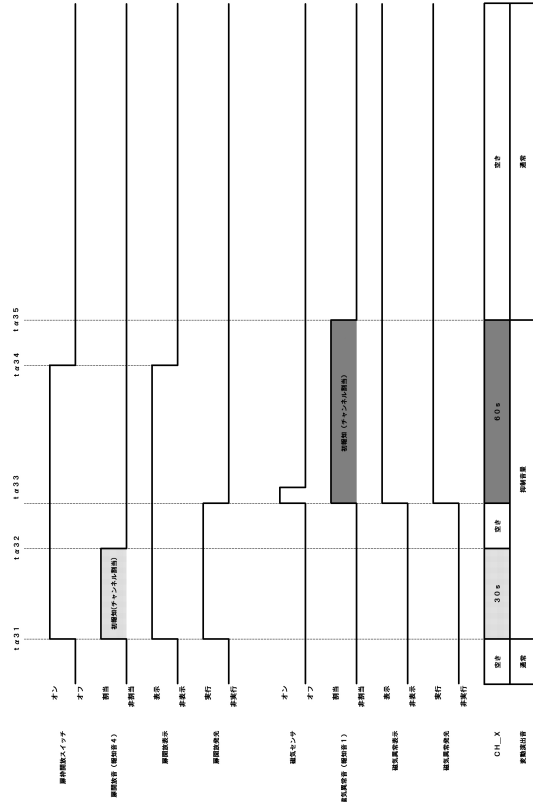 tα31
tα32
tα33
tα34
tα35
扉枠開放スイッチ
オン
オフ
扉開放音（報知音4）
割当
非割当
初報知(チャンネル割当)
扉開放表示
表示
非表示
扉開放発光
実行
非実行
磁気センサ
オン
オフ
磁気異常音（報知音1）
割当
非割当
初報知（チャンネル割当）
磁気異常表示
表示
非表示
磁気異常発光
実行
非実行
CH_X
空き
30s
空き
60s
空き
変動演出音
通常
抑制音量
通常